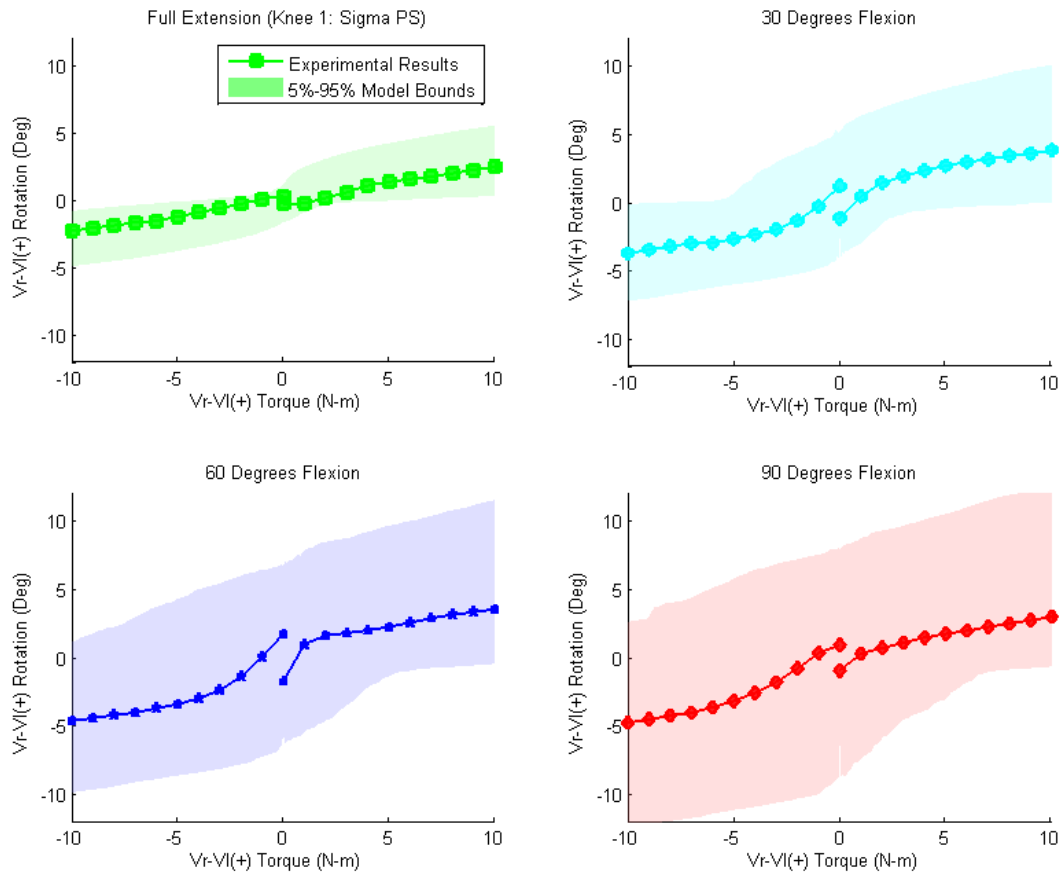 Full Extension (Knee 1: Sigma PS)
Experimental Results
5%-95% Model Bounds
Vr-Vl(+) Rotation (Deg)
10
5
0
-5
-10
-10 -5 0 5 10
Vr-Vl(+) Torque (N-m)
30 Degrees Flexion
Vr-Vl(+) Rotation (Deg)
10
5
0
-5
-10
-10 -5 0 5 10
Vr-Vl(+) Torque (N-m)
60 Degrees Flexion
Vr-Vl(+) Rotation (Deg)
10
5
0
-5
-10
-10 -5 0 5 10
Vr-Vl(+) Torque (N-m)
90 Degrees Flexion
Vr-Vl(+) Rotation (Deg)
10
5
0
-5
-10
-10 -5 0 5 10
Vr-Vl(+) Torque (N-m)